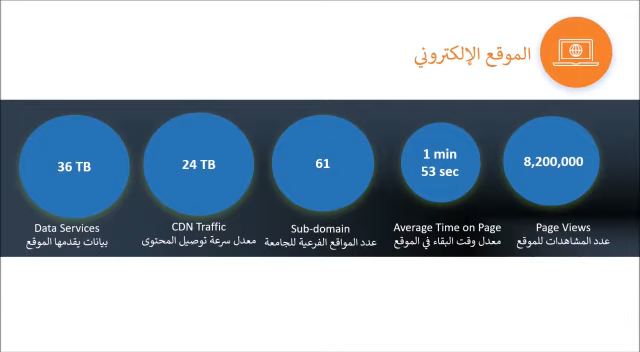 الموقع الإلكتروني
36 TB
Data Services
بيانات يقدمها الموقع
24 TB
CDN Traffic
معدل سرعة توصيل المحتوى
61
Sub-domain
عدد المواقع الفرعية للجامعة
1 min
53 sec
Average Time on Page
معدل وقت البقاء في الموقع
8,200,000
Page Views
عدد المشاهدات للموقع